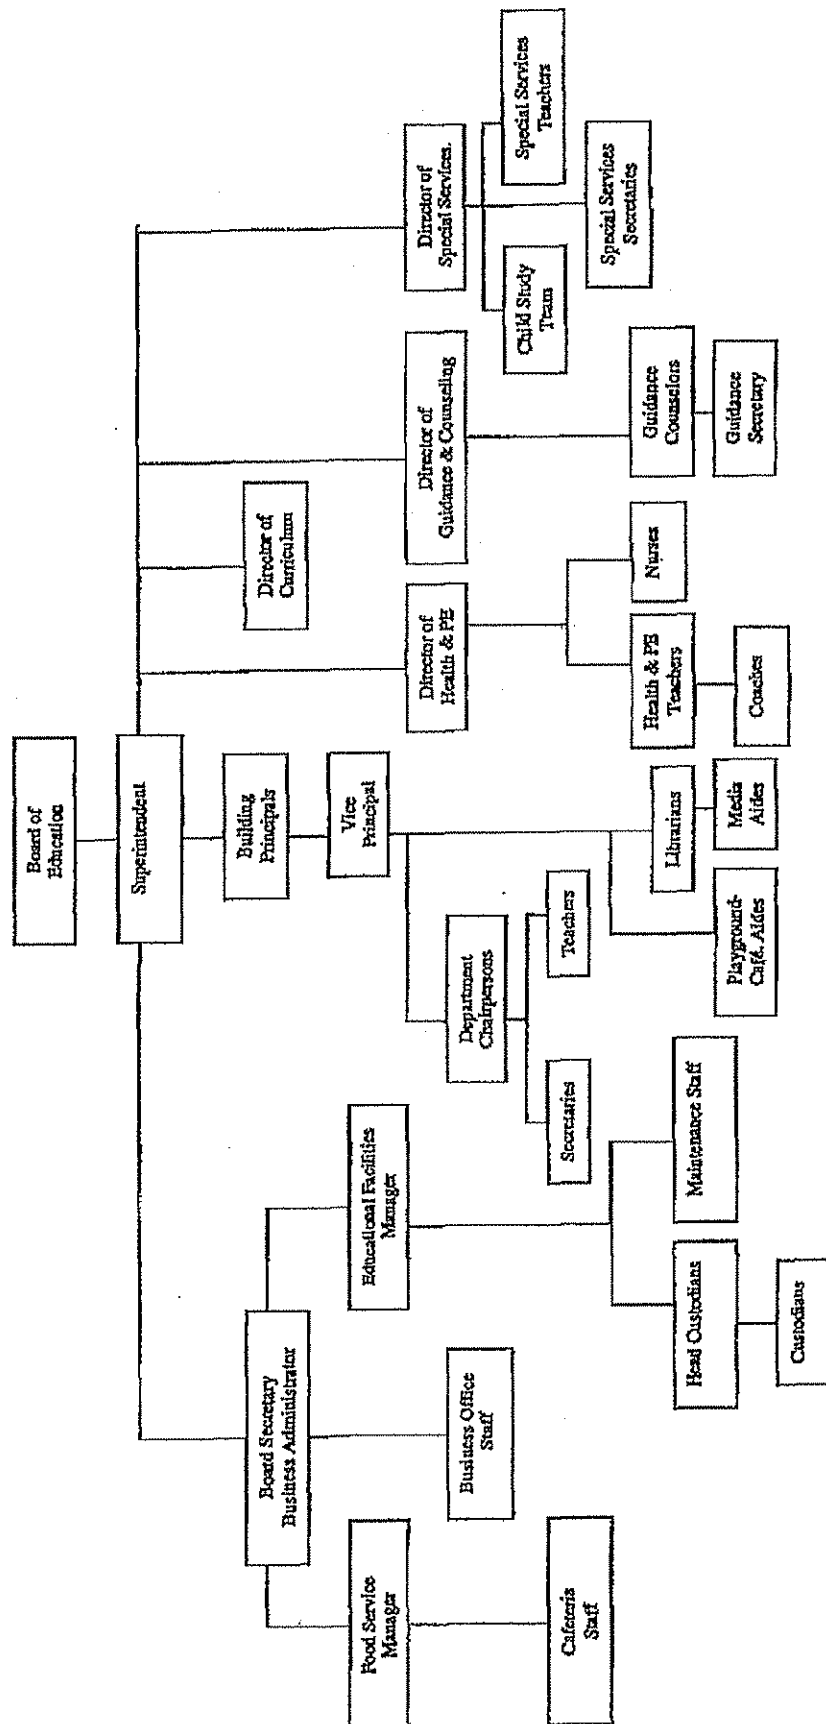 Board of
Education
Superintendent
Board Secretary
Business Administrator
Building
Principals
Director of
Curriculum
Food Service
Manager
Educational Facilities
Manager
Vice
Principal
Director of
Health & PE
Director of
Guidance & Counseling
Director of
Special Services.
Business Office
Staff
Department
Chairpersons
Child Study
Team
Special Services
Teachers
Cafeteria
Staff
Secretaries
Teachers
Special Services
Secretaries
Head Custodians
Maintenance Staff
Librarians
Health & PE
Teachers
Nurses
Guidance
Counselors
Playground-
Café. Aides
Media
Aides
Coaches
Guidance
Secretary
Custodians